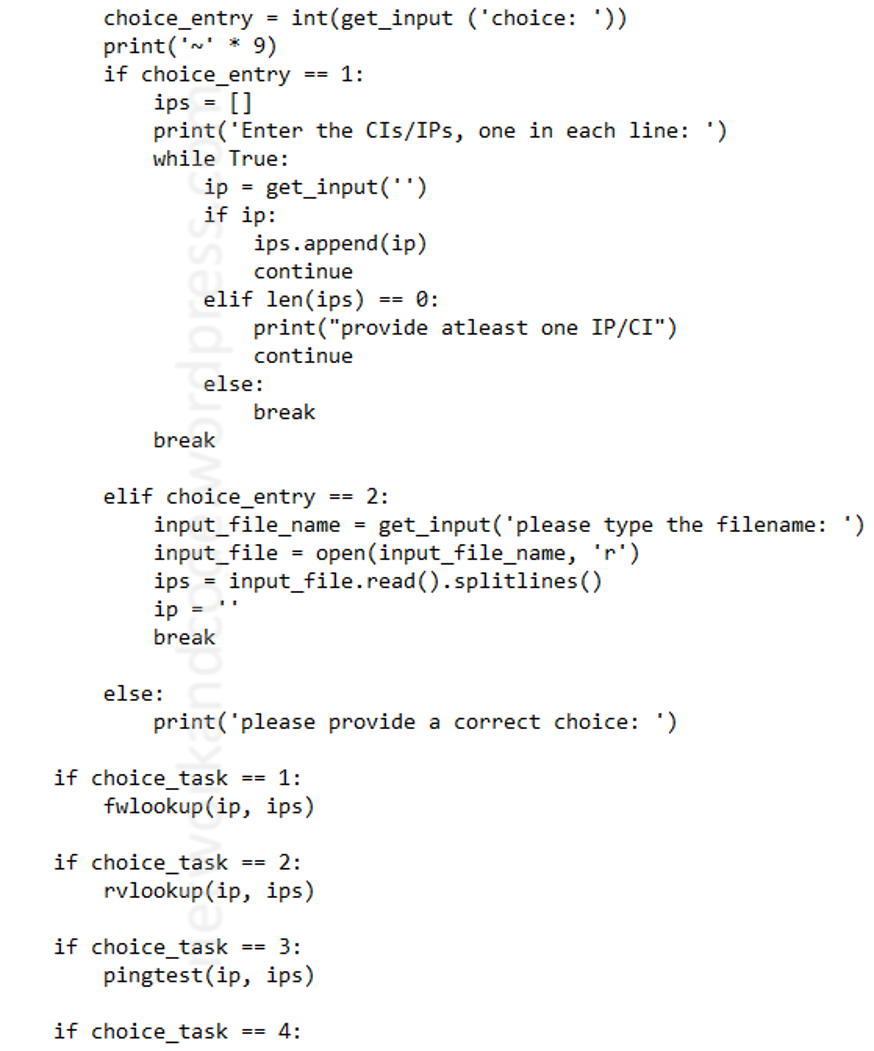 choice_entry = int(get_input ('choice: '))
print('~' * 9)
if choice_entry == 1:
ips = []
print('Enter the CIs/IPs, one in each line: ')
while True:
ip = get_input('')
if ip:
ips.append(ip)
continue
elif len(ips) == 0:
print("provide atleast one IP/CI")
continue
else:
break
break
elif choice_entry == 2:
input_file_name = get_input('please type the filename: ')
input_file = open(input_file_name, 'r')
ips = input_file.read().splitlines()
ip = ''
break
else:
print('please provide a correct choice: ')
if choice_task == 1:
fwlookup(ip, ips)
if choice_task == 2:
rvlookup(ip, ips)
if choice_task == 3:
pingtest(ip, ips)
if choice_task == 4: